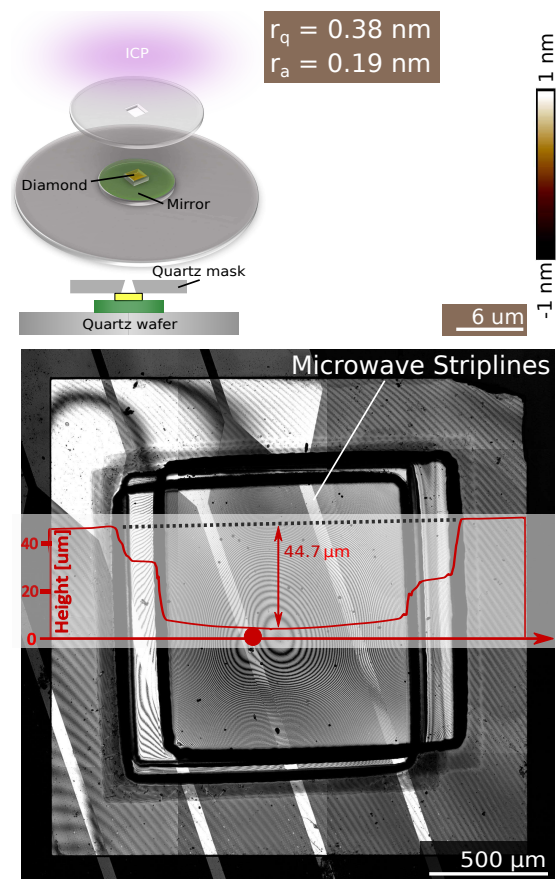 ICP
r_q = 0.38 nm
r_a = 0.19 nm
1 nm
-1 nm
Diamond
Mirror
Quartz mask
Quartz wafer
6 um
Microwave Striplines
Height [um]
40
20
0
44.7 µm
500 µm